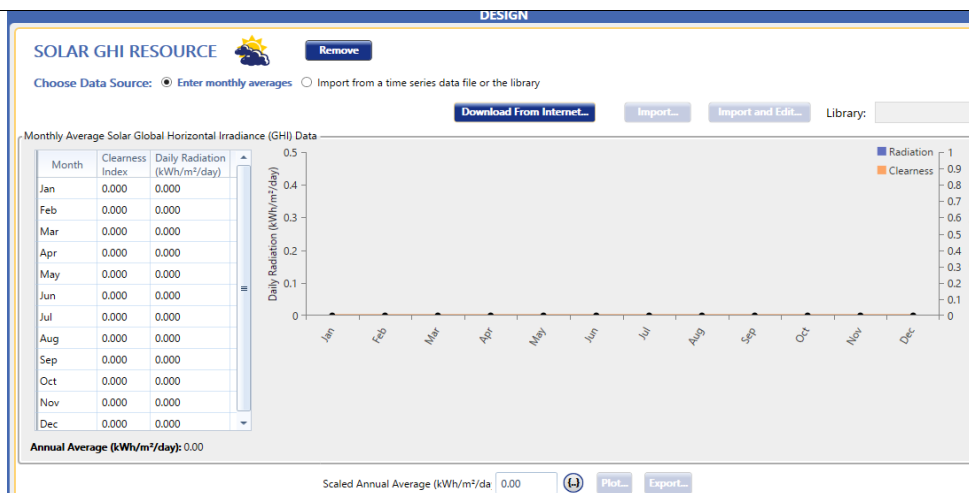 DESIGN
SOLAR GHI RESOURCE Remove
Choose Data Source: Enter monthly averages Import from a time series data file or the library
Download From Internet... Import... Import and Edit... Library:
Monthly Average Solar Global Horizontal Irradiance (GHI) Data
Month Clearness Index Daily Radiation (kWh/m²/day)
Jan 0.000 0.000
Feb 0.000 0.000
Mar 0.000 0.000
Apr 0.000 0.000
May 0.000 0.000
Jun 0.000 0.000
Jul 0.000 0.000
Aug 0.000 0.000
Sep 0.000 0.000
Oct 0.000 0.000
Nov 0.000 0.000
Dec 0.000 0.000
Annual Average (kWh/m²/day): 0.00
Daily Radiation (kWh/m²/day)
0.5
0.4
0.3
0.2
0.1
0
Jan Feb Mar Apr May Jun Jul Aug Sep Oct Nov Dec
Radiation
Clearness
1
0.9
0.8
0.7
0.6
0.5
0.4
0.3
0.2
0.1
0
Scaled Annual Average (kWh/m²/da 0.00 {..} Plot... Export...